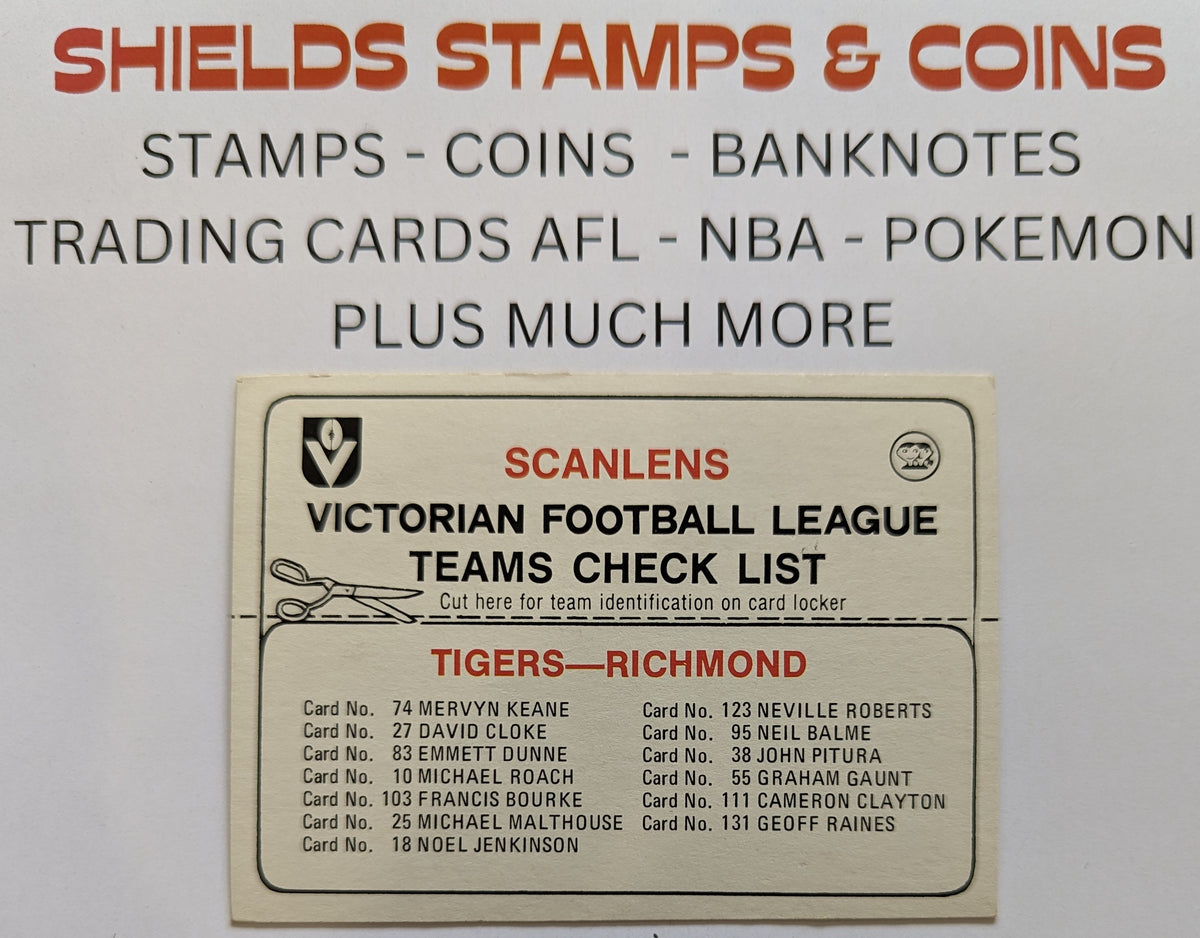 SHIELDS STAMPS & COINS
STAMPS - COINS - BANKNOTES
TRADING CARDS AFL - NBA - POKEMON
PLUS MUCH MORE
SCANLENS
VICTORIAN FOOTBALL LEAGUE
TEAMS CHECK LIST
Cut here for team identification on card locker
TIGERS—RICHMOND
Card No. 74 MERVYN KEANE
Card No. 27 DAVID CLOKE
Card No. 83 EMMETT DUNNE
Card No. 10 MICHAEL ROACH
Card No. 103 FRANCIS BOURKE
Card No. 25 MICHAEL MALTHOUSE
Card No. 18 NOEL JENKINSON
Card No. 123 NEVILLE ROBERTS
Card No. 95 NEIL BALME
Card No. 38 JOHN PITURA
Card No. 55 GRAHAM GAUNT
Card No. 111 CAMERON CLAYTON
Card No. 131 GEOFF RAINES